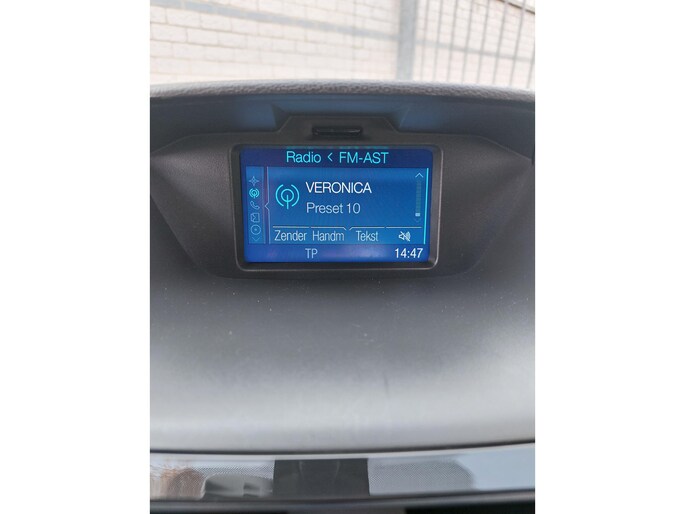 Radio < FM-AST
VERONICA
Preset 10
Zender Handm Tekst
TP 14:47